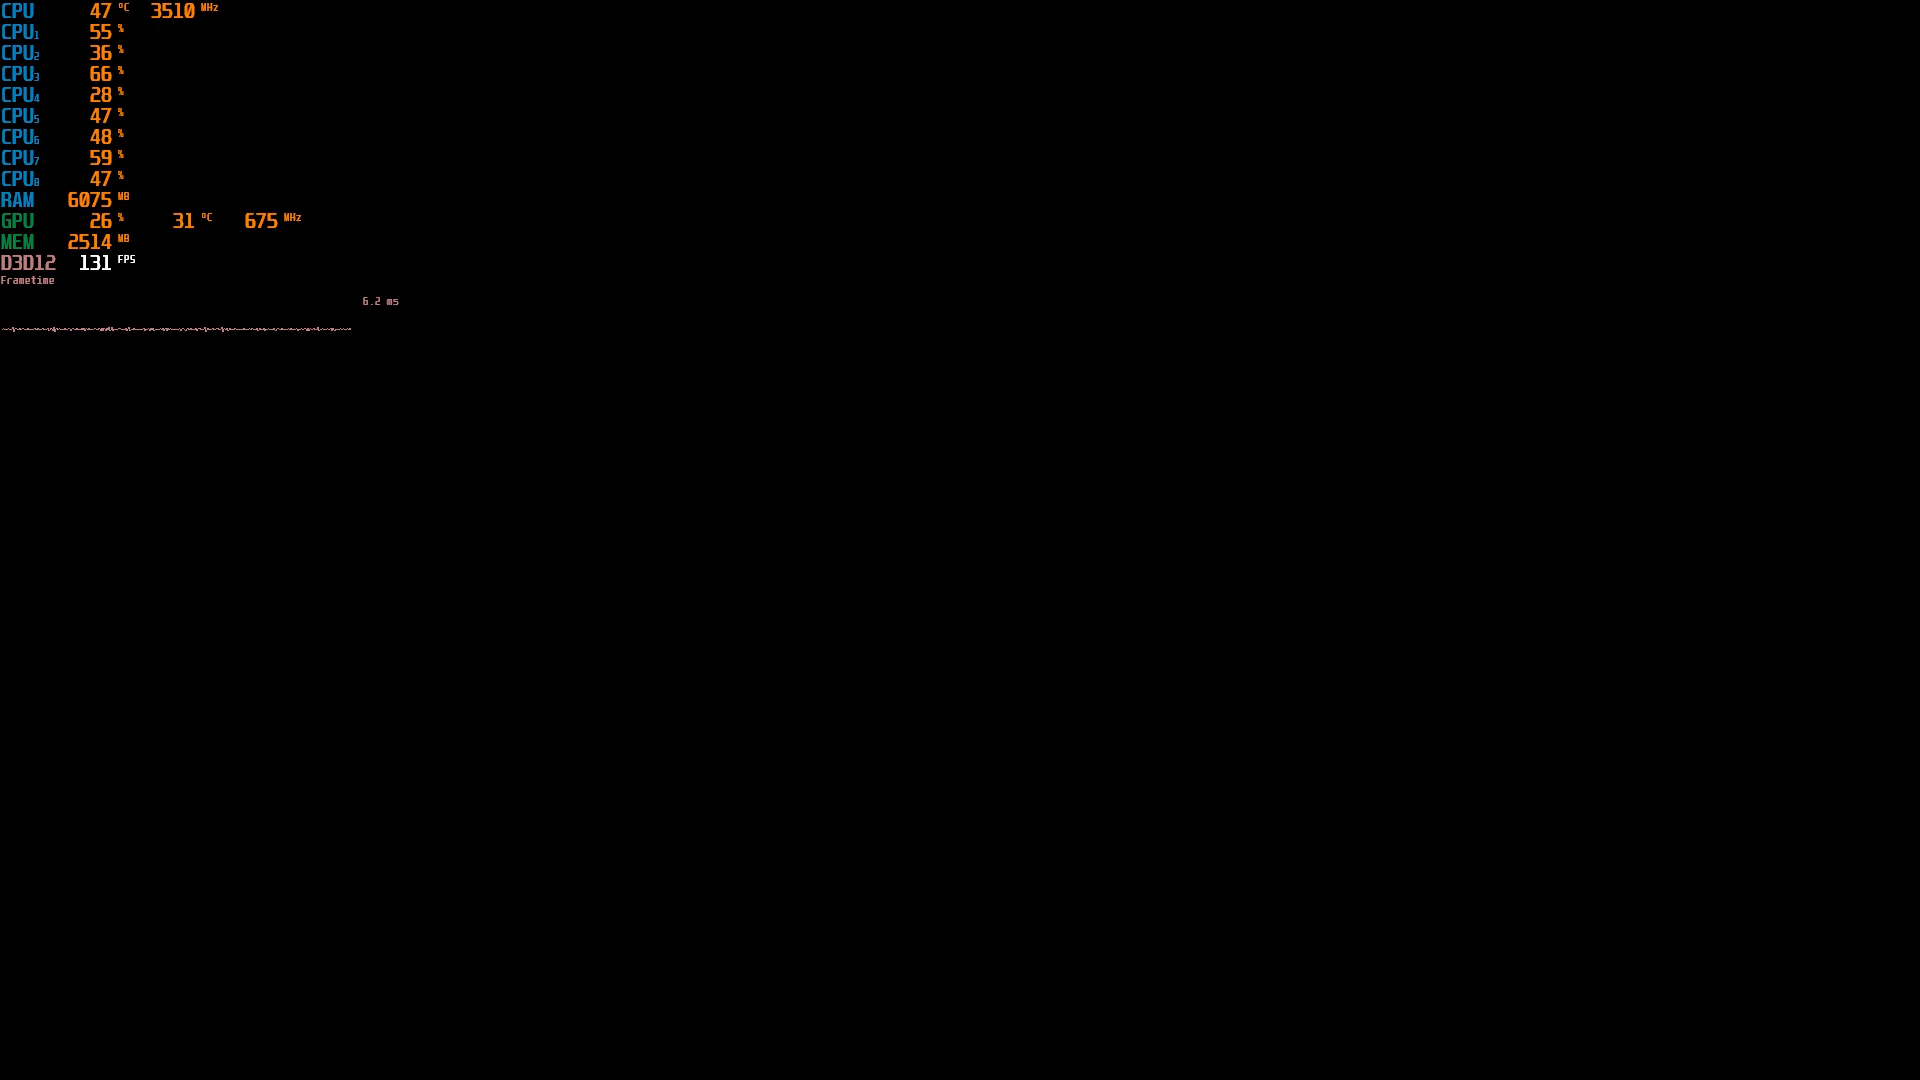 CPU 47 °C 3510 MHz
CPU1 55 %
CPU2 36 %
CPU3 66 %
CPU4 28 %
CPU5 47 %
CPU6 48 %
CPU7 59 %
CPU8 47 %
RAM 6075 MB
GPU 26 % 31 °C 675 MHz
MEM 2514 MB
D3D12 131 FPS
Frametime
6.2 ms